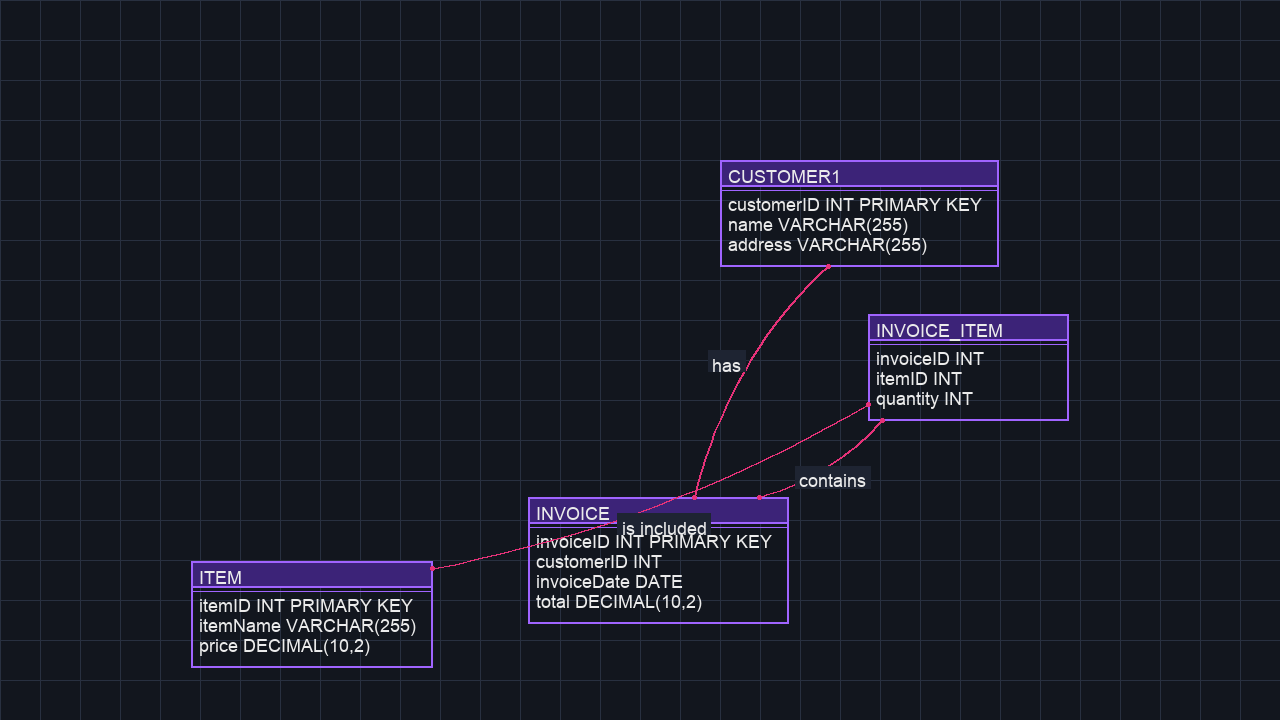 CUSTOMER1
customerID INT PRIMARY KEY
name VARCHAR(255)
address VARCHAR(255)
INVOICE_ITEM
invoiceID INT
itemID INT
quantity INT
has
contains
INVOICE
is included
invoiceID INT PRIMARY KEY
customerID INT
invoiceDate DATE
total DECIMAL(10,2)
ITEM
itemID INT PRIMARY KEY
itemName VARCHAR(255)
price DECIMAL(10,2)